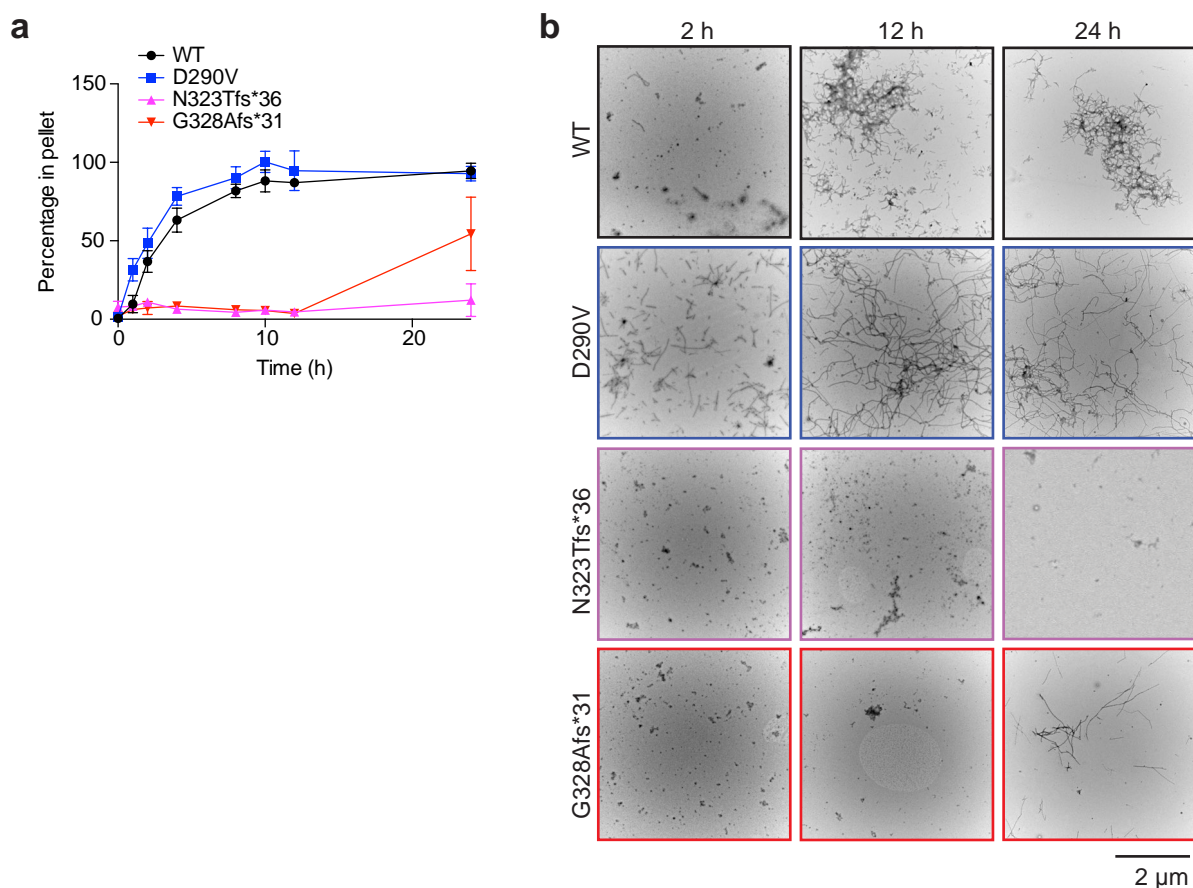 a
WT
D290V
N323Tfs*36
G328Afs*31
150
100
50
0
Percentage in pellet
0
10
20
Time (h)
b
2 h
12 h
24 h
WT
D290V
N323Tfs*36
G328Afs*31
2 µm